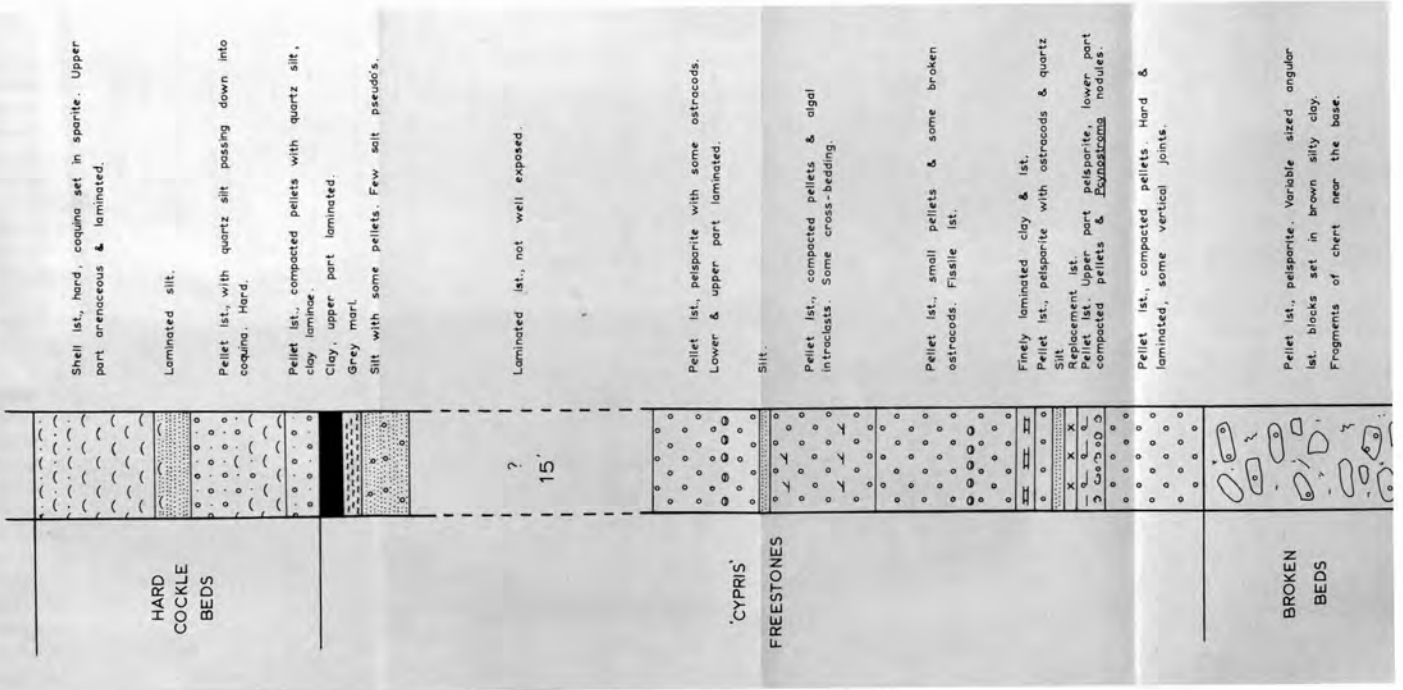 Shell lst., hard, coquina set in sparite. Upper
part arenaceous & laminated.
Laminated silt.
Pellet lst., with quartz silt passing down into
coquina. Hard.
Pellet lst., compacted pellets with quartz silt,
clay laminae.
Clay, upper part laminated.
Grey marl.
Silt with some pellets. Few salt pseudo's.
Laminated lst., not well exposed.
Pellet lst., pelsparite with some ostracods.
Lower & upper part laminated.
Silt.
Pellet lst., compacted pellets & algal
intraclasts. Some cross-bedding.
Pellet lst., small pellets & some broken
ostracods. Fissile lst.
Finely laminated clay & lst.
Pellet lst., pelsparite with ostracods & quartz
Silt
Replacement lst.
Pellet lst. Upper part pelsparite, lower part
compacted pellets & Pcynostroma nodules.
Pellet lst., compacted pellets. Hard &
laminated, some vertical joints.
Pellet lst., pelsparite. Variable sized angular
lst. blocks set in brown silty clay.
Fragments of chert near the base.
?
15'
HARD
COCKLE
BEDS
'CYPRIS'
FREESTONES
BROKEN
BEDS